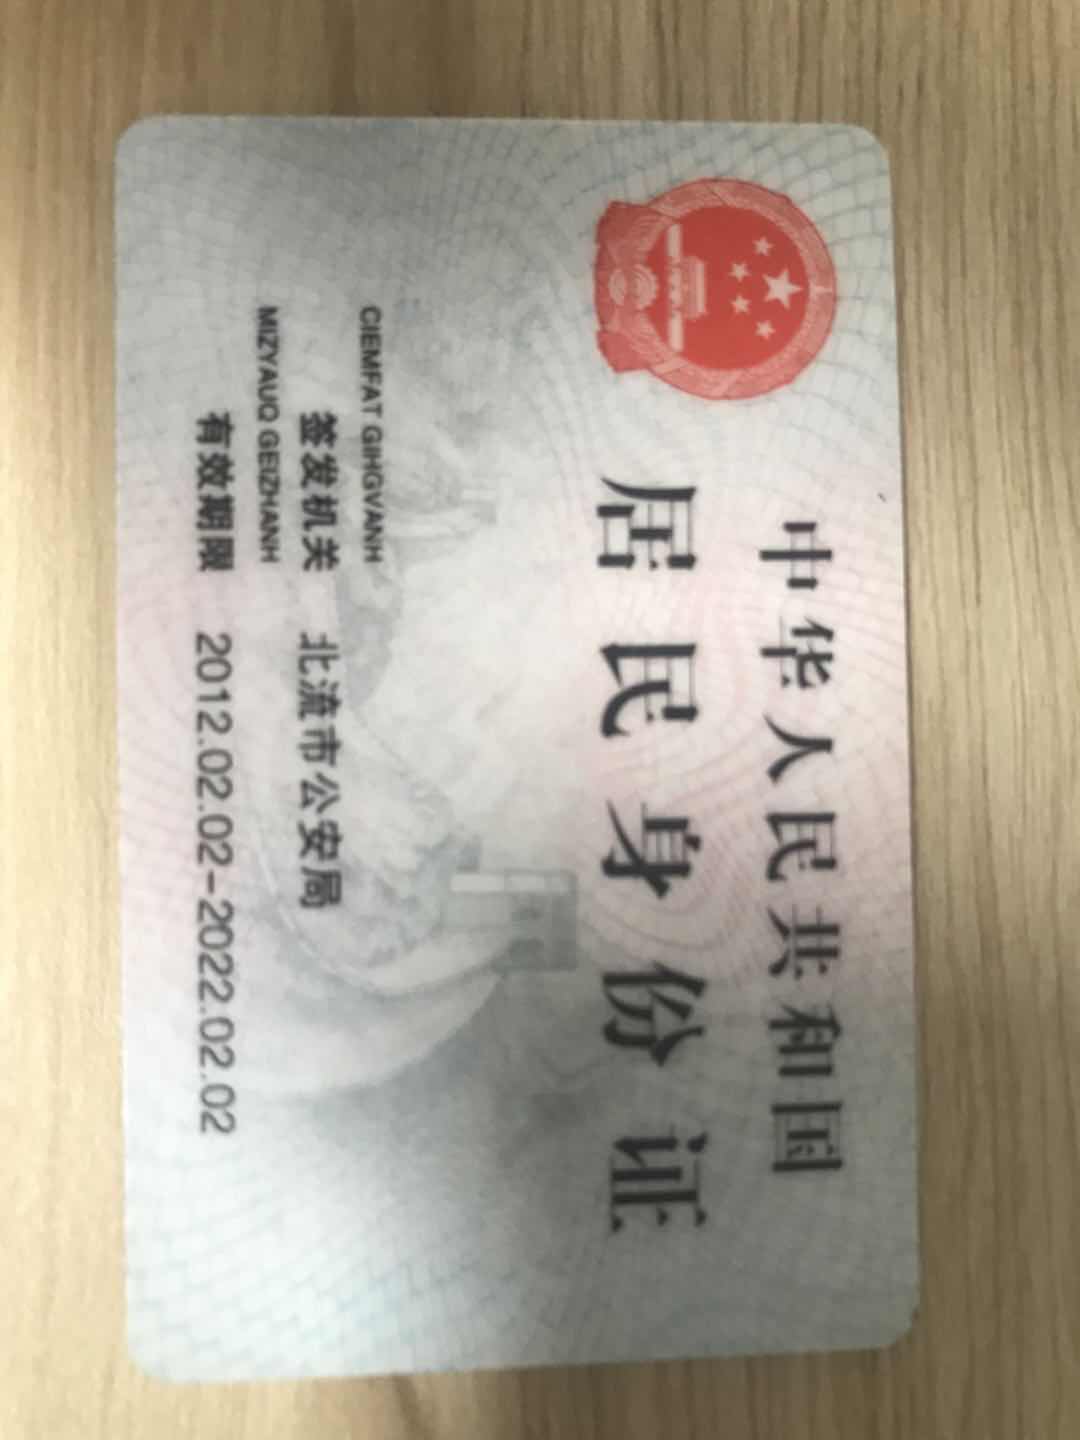 中华人民共和国
居民身份证
CIEMFAT GIHGVANH
签发机关 北流市公安局
MIZYAUQ GEIZHANH
有效期限 2012.02.02-2022.02.02